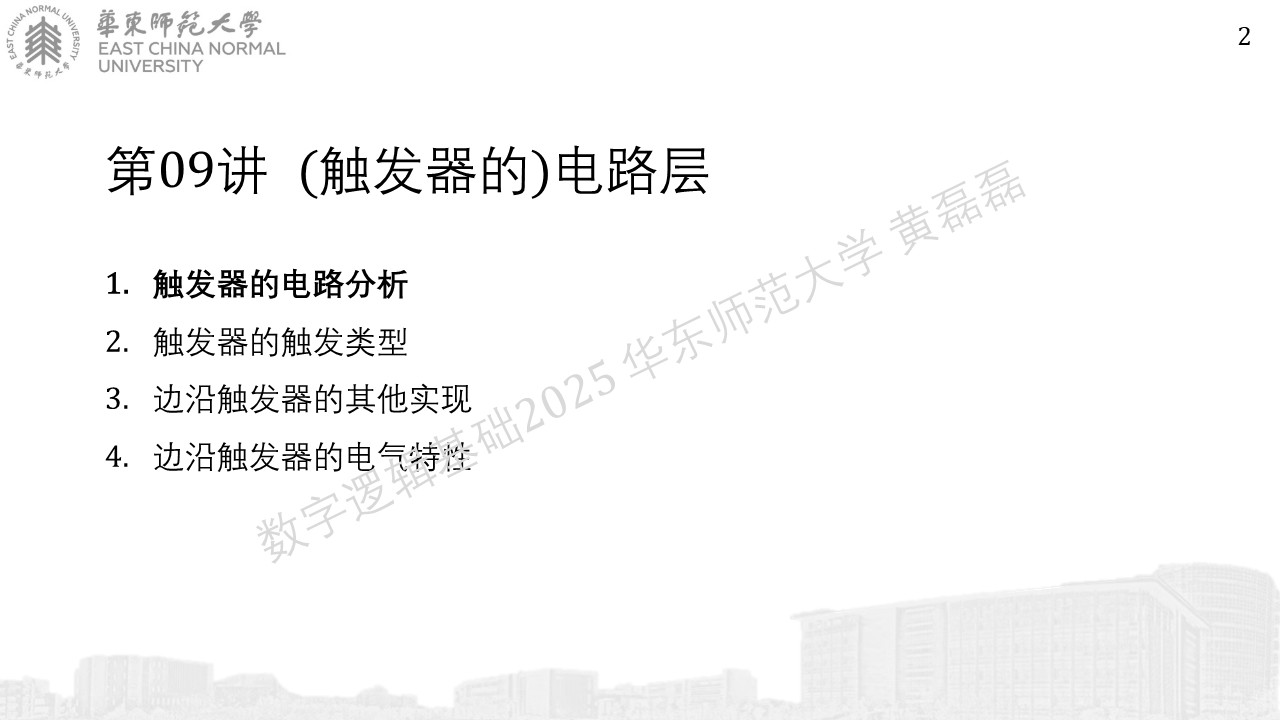 EAST CHINA NORMAL UNIVERSITY
華東師範大學
華東師範大學
EAST CHINA NORMAL
UNIVERSITY
2
第09讲 (触发器的)电路层
1. 触发器的电路分析
2. 触发器的触发类型
3. 边沿触发器的其他实现
4. 边沿触发器的电气特性
数字逻辑基础2025 华东师范大学 黄磊磊